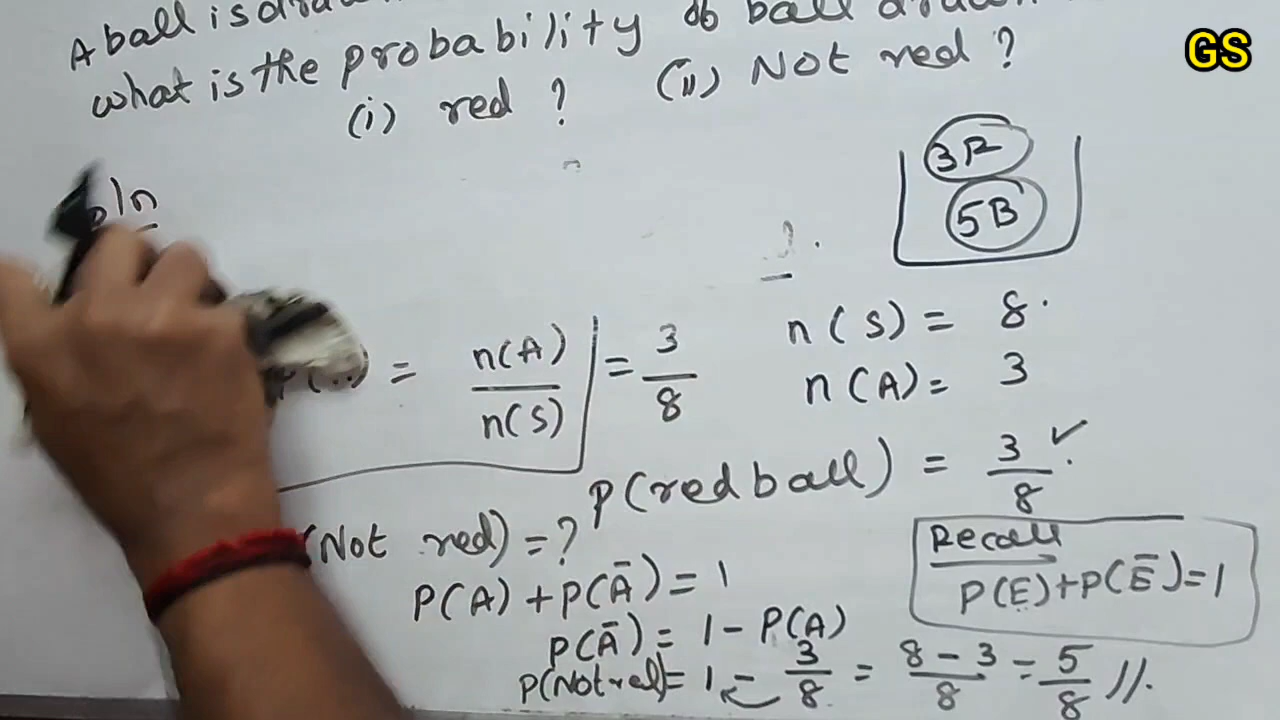 A ball is
what is the probability of ball
(i) red ? (ii) Not red ?
GS
3R
5B
n(S) = 8.
n(A) = 3
= n(A)/n(S) = 3/8
P(red ball) = 3/8 ✓.
(Not red) = ?
Recall
P(E)+P(Ē)=1
P(A) + P(Ā) = 1
P(Ā) = 1 - P(A)
P(Not red) = 1 - 3/8 = 8 - 3/8 = 5/8 //.